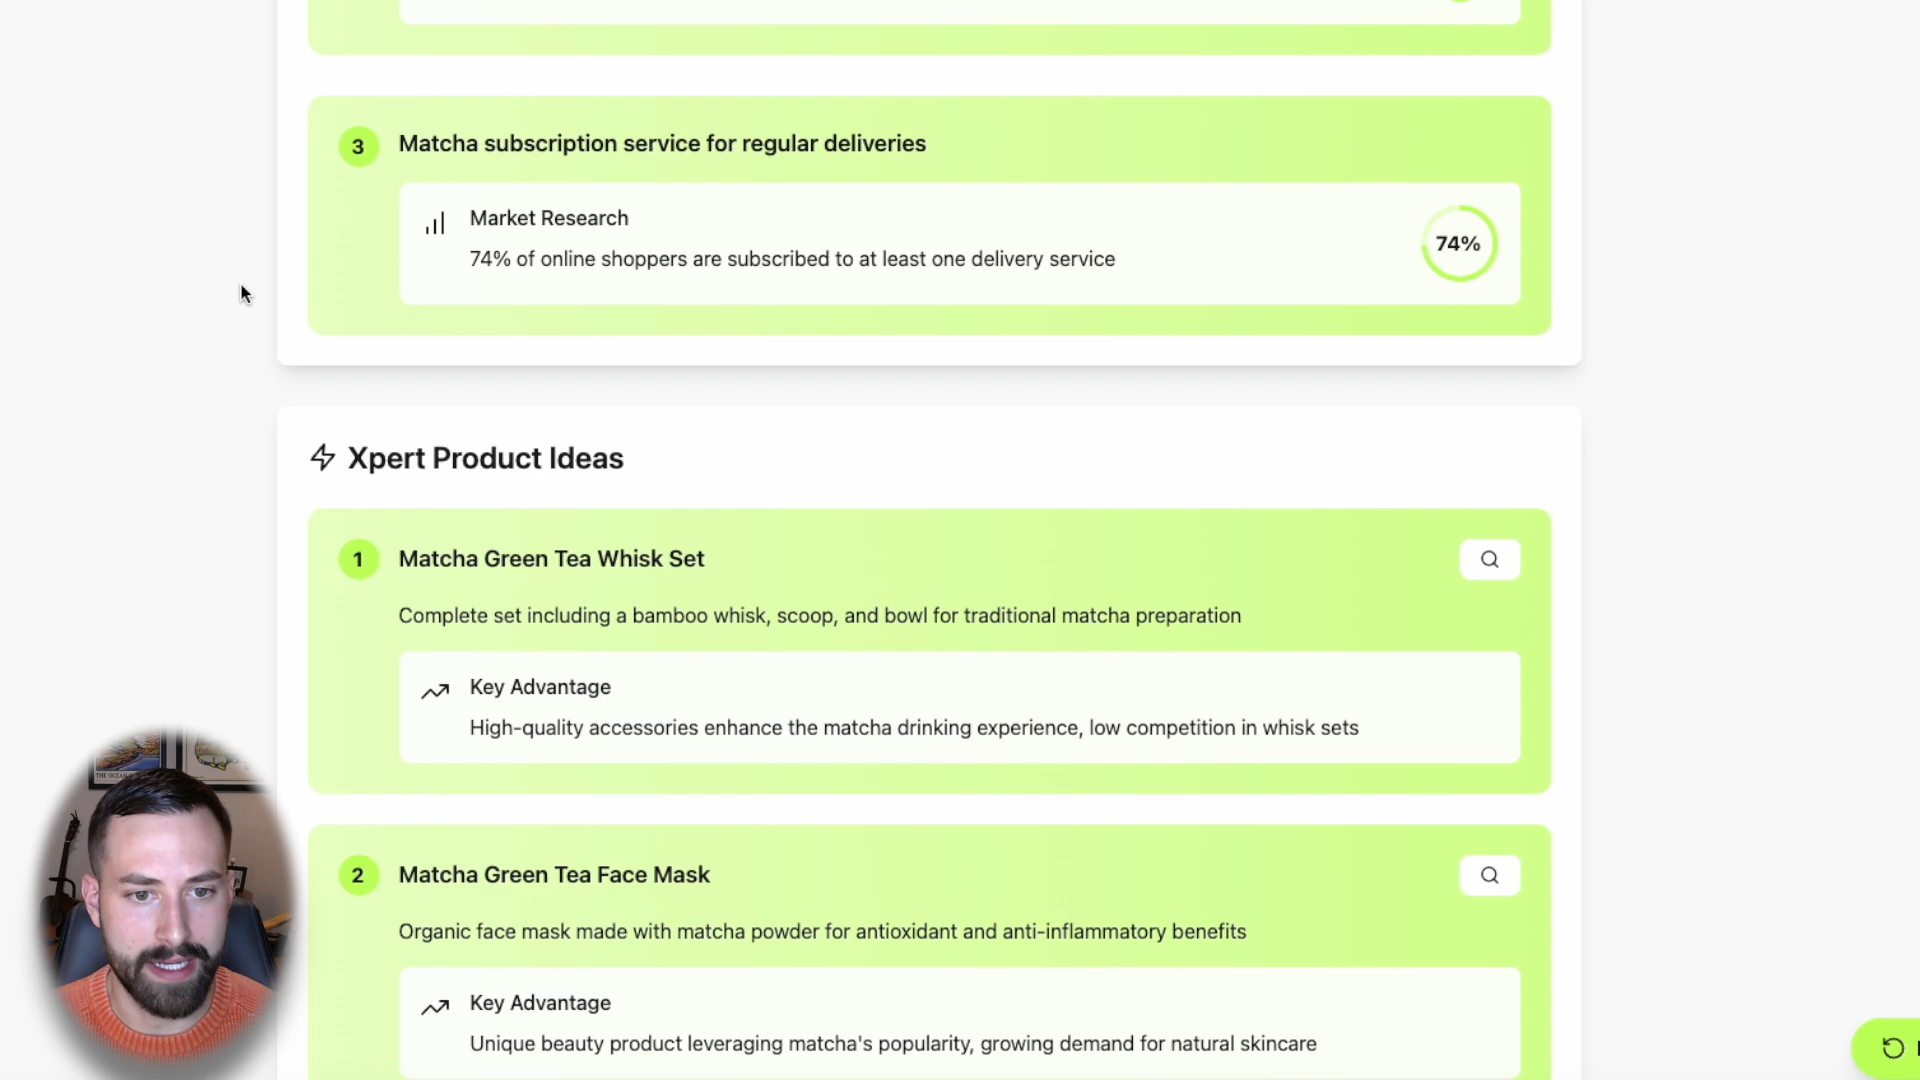 3
Matcha subscription service for regular deliveries
Market Research
74% of online shoppers are subscribed to at least one delivery service
74%
Xpert Product Ideas
1
Matcha Green Tea Whisk Set
Complete set including a bamboo whisk, scoop, and bowl for traditional matcha preparation
Key Advantage
High-quality accessories enhance the matcha drinking experience, low competition in whisk sets
2
Matcha Green Tea Face Mask
Organic face mask made with matcha powder for antioxidant and anti-inflammatory benefits
Key Advantage
Unique beauty product leveraging matcha's popularity, growing demand for natural skincare